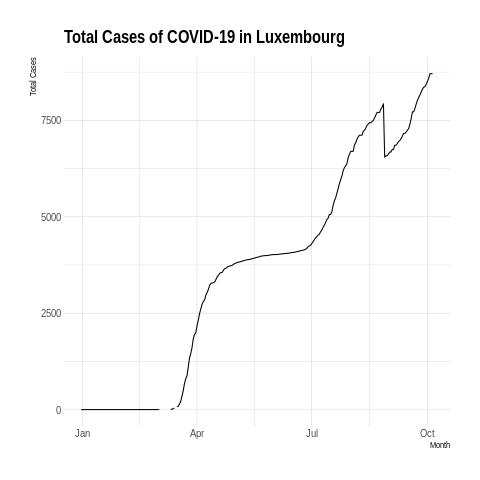 Total Cases of COVID-19 in Luxembourg
Total Cases
7500
5000
2500
0
Jan Apr Jul Oct
Month